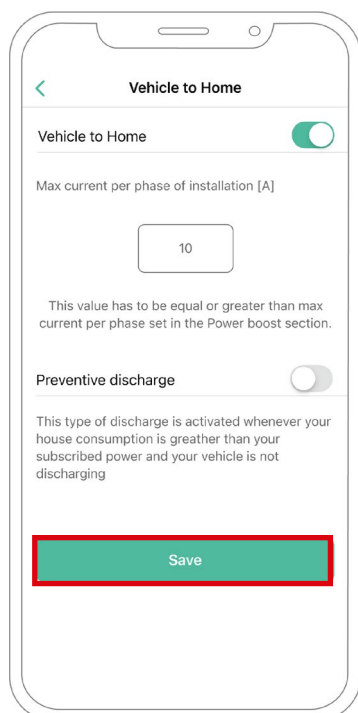 Vehicle to Home
Vehicle to Home
Max current per phase of installation [A]
10
This value has to be equal or greater than max
current per phase set in the Power boost section.
Preventive discharge
This type of discharge is activated whenever your
house consumption is greather than your
subscribed power and your vehicle is not
discharging
Save